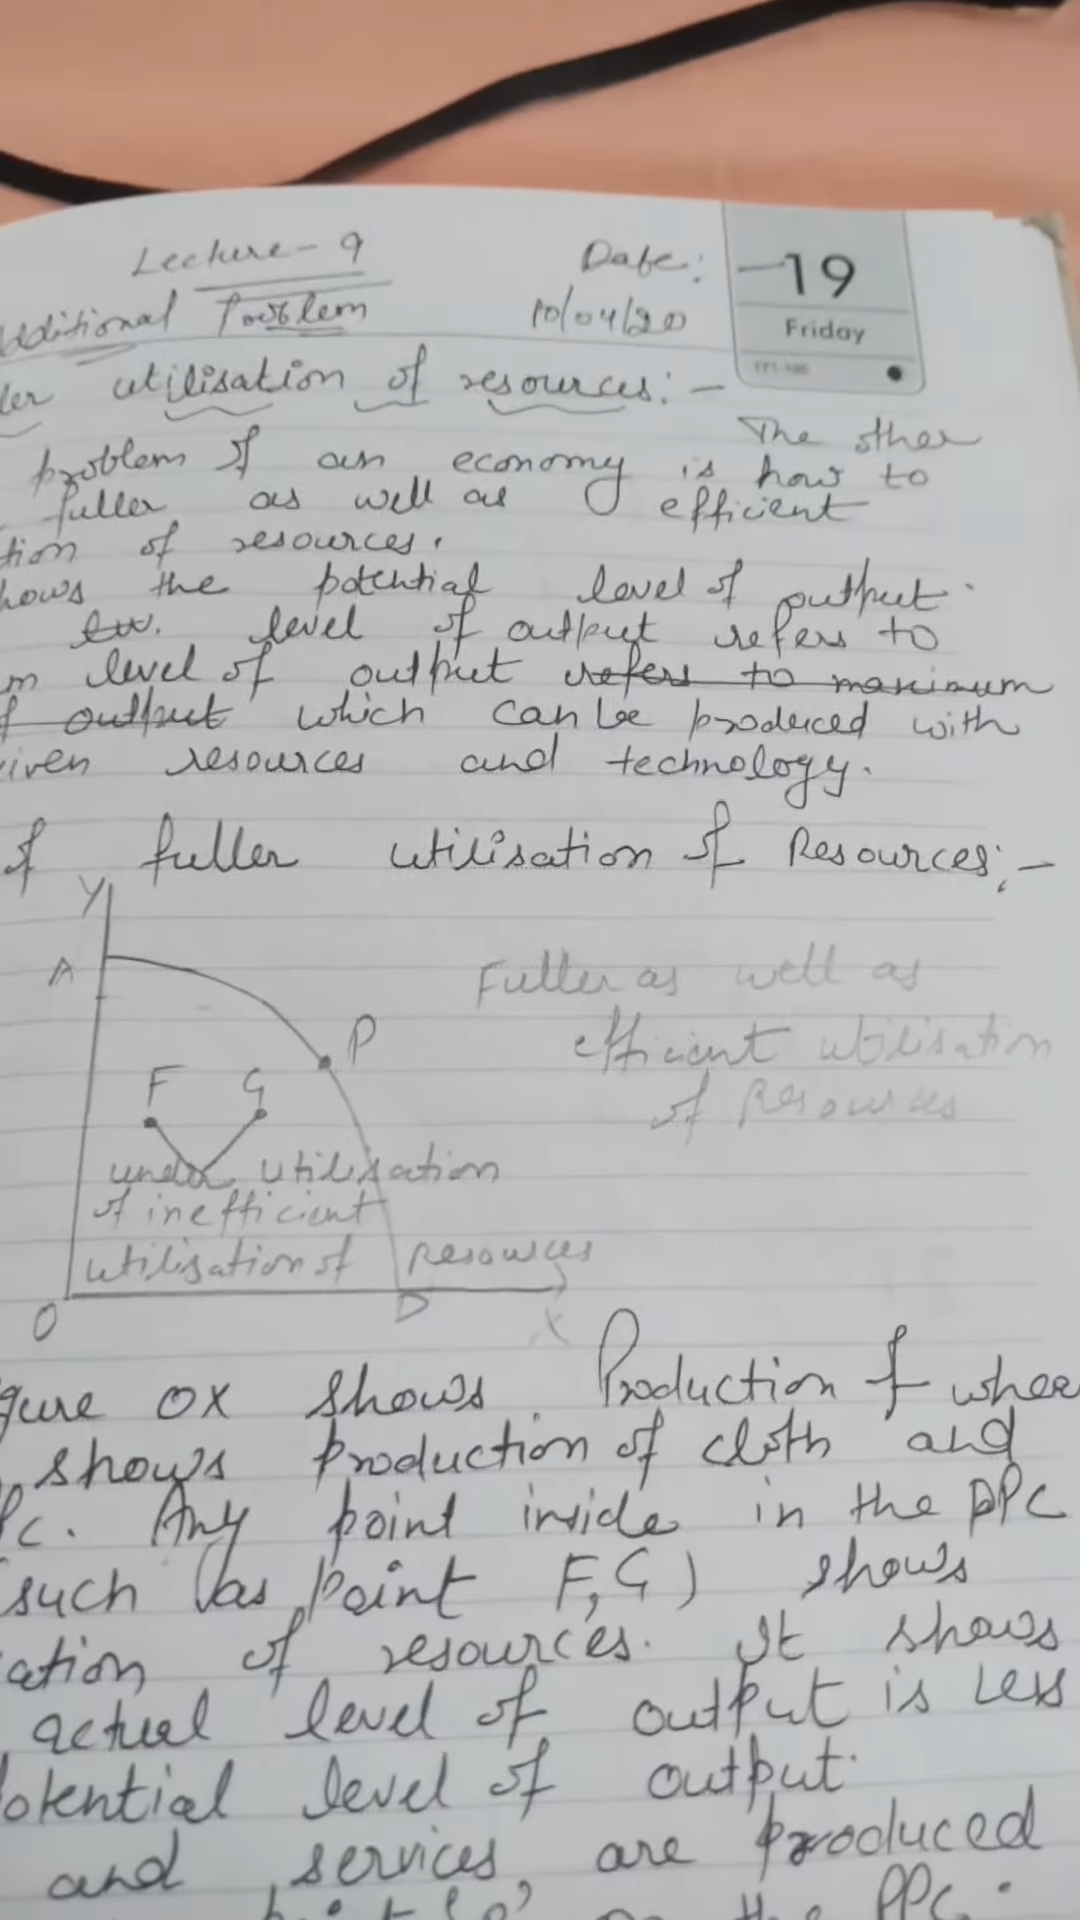 Lecture - 9
Date:
19
Additional Problem
10/04/20
Friday
ler utilisation of resources: -
The other
problem of an economy is how to
fuller as well as efficient
tion of resources.
hows the potential level of output.
level of output refers to
m level of output refers to maximum
f output which can be produced with
iven resources and technology.
of fuller utilisation of Resources: -
Y
A
P
Fuller as well as
efficient utilisation
of Resources
F G
under utilisation
of inefficient
utilisation of resources
O D X
gure OX shows Production of whea
shows production of cloth and
Pc. Any point inside in the PPC
such as point F, G) shows
ation of resources. It shows
actual level of output is less
otential level of output.
and services are produced
on the PPC.